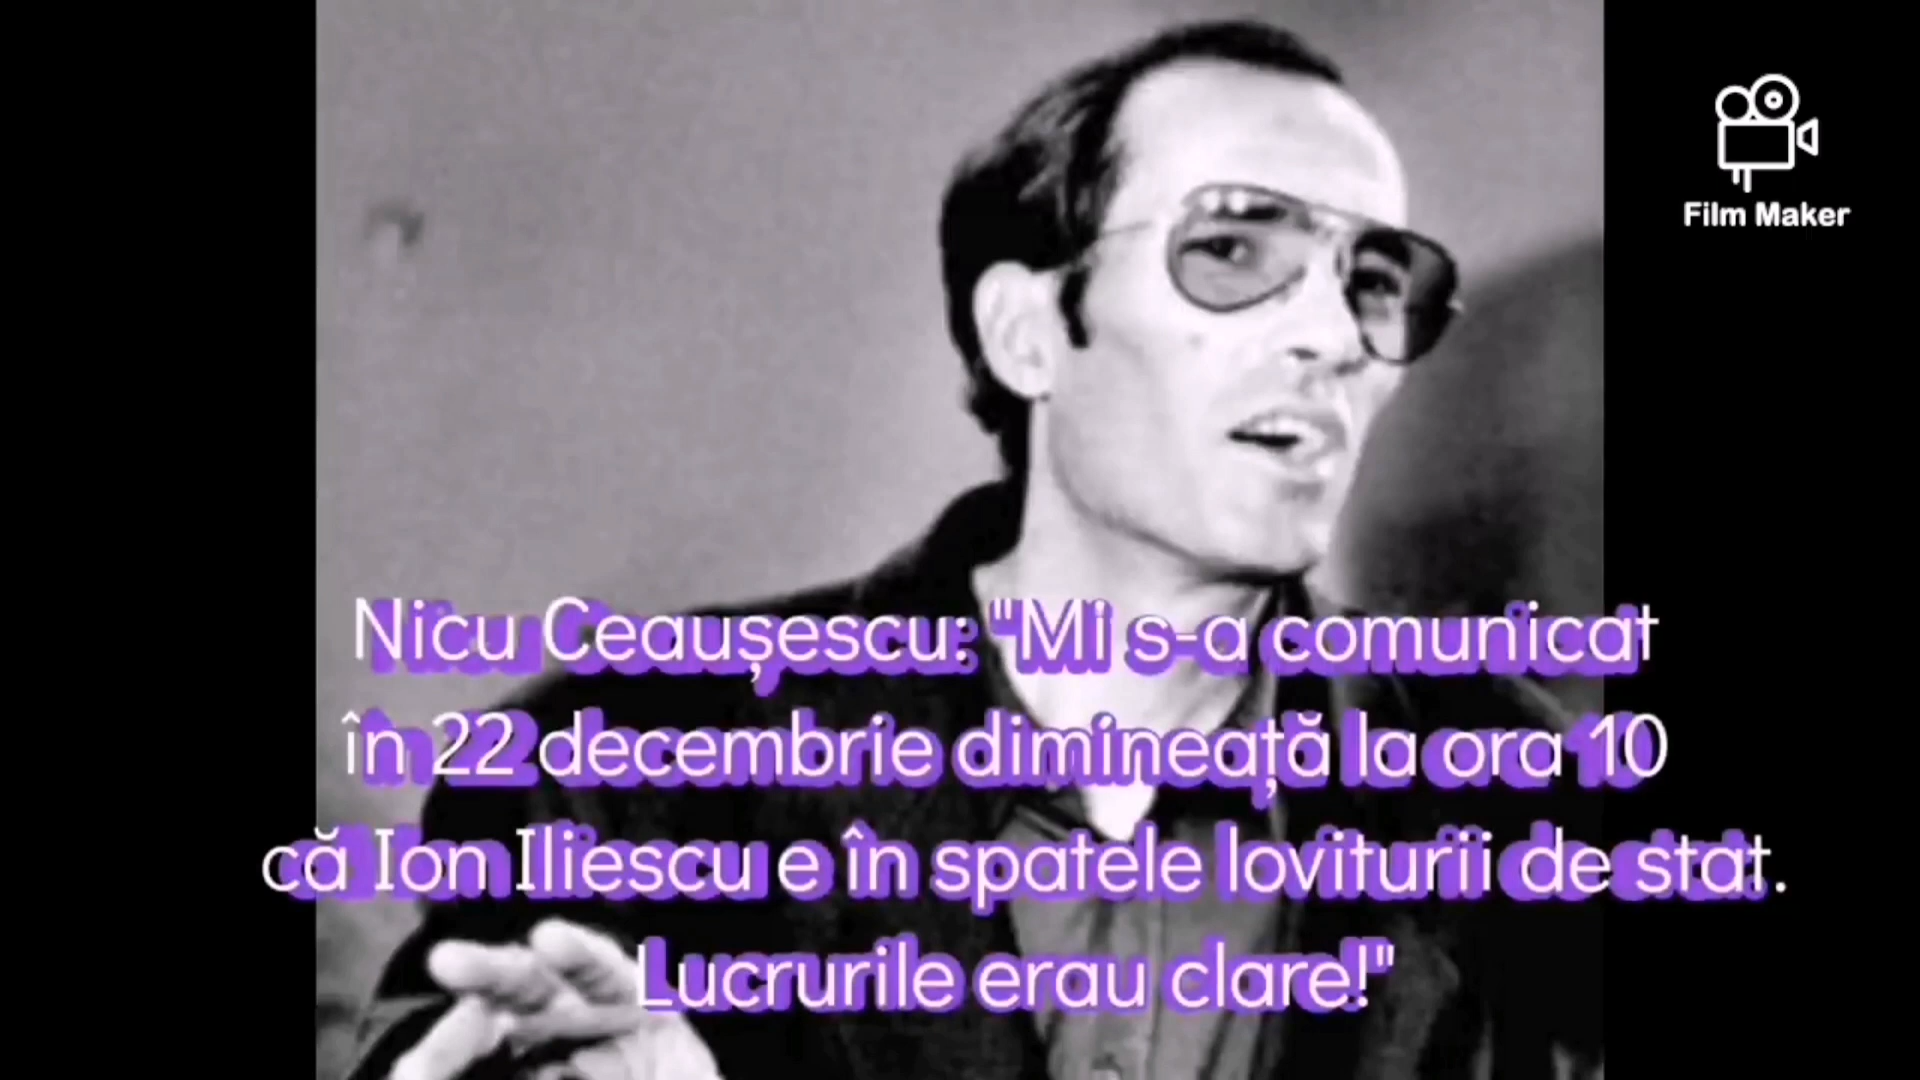 Film Maker
Nicu Ceaușescu: "Mi s-a comunicat
în 22 decembrie dimineață la ora 10
că Ion Iliescu e în spatele loviturii de stat.
Lucrurile erau clare!"